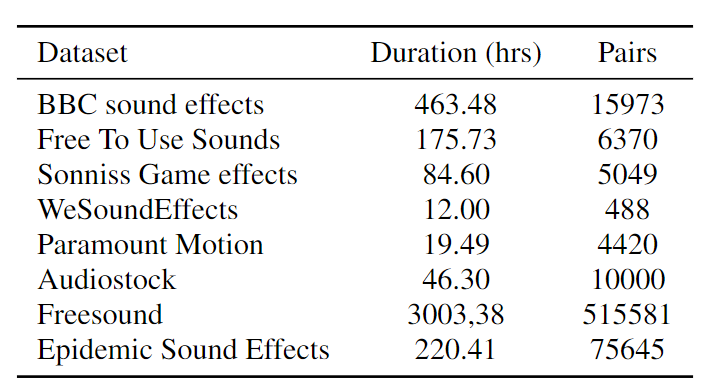 Dataset Duration (hrs) Pairs
BBC sound effects 463.48 15973
Free To Use Sounds 175.73 6370
Sonniss Game effects 84.60 5049
WeSoundEffects 12.00 488
Paramount Motion 19.49 4420
Audiostock 46.30 10000
Freesound 3003,38 515581
Epidemic Sound Effects 220.41 75645